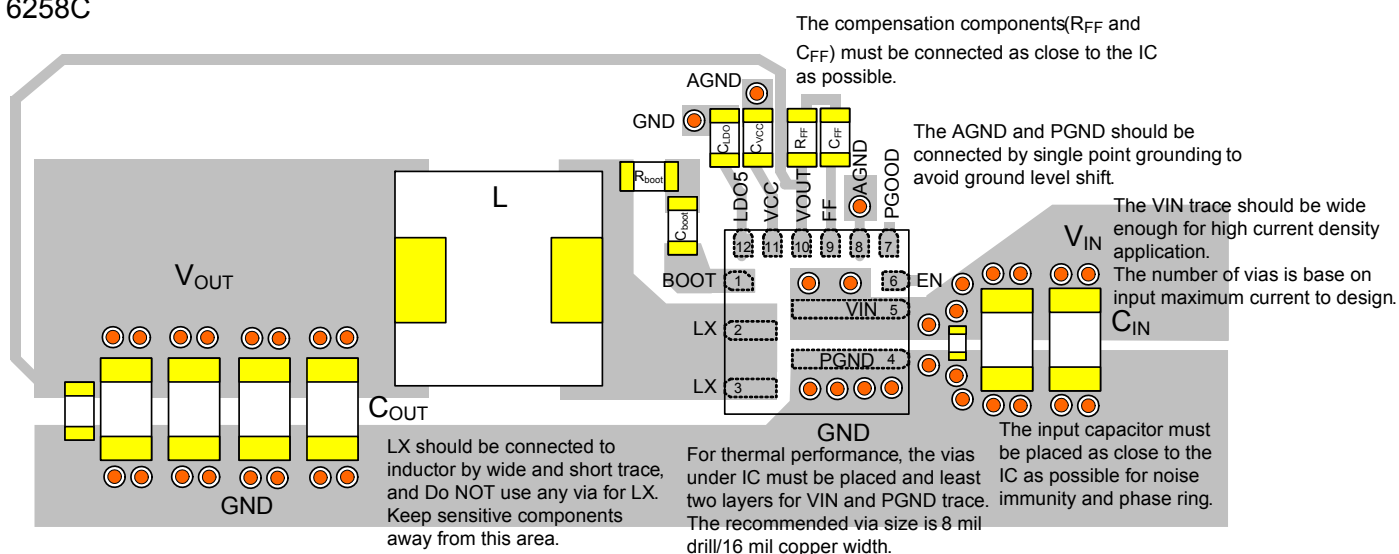 6258C
The compensation components(RFF and
CFF) must be connected as close to the IC
as possible.
AGND
GND
CLDO
CVCC
RFF
CFF
The AGND and PGND should be
connected by single point grounding to
avoid ground level shift.
AGND
PGOOD
LDO5
VCC
VOUT
FF
Rboot
Cboot
L
The VIN trace should be wide
enough for high current density
application.
The number of vias is base on
input maximum current to design.
VIN
CIN
12
11
10
9
8
7
BOOT
1
6
EN
VIN
5
LX
2
PGND
4
LX
3
VOUT
COUT
GND
GND
LX should be connected to
inductor by wide and short trace,
and Do NOT use any via for LX.
Keep sensitive components
away from this area.
For thermal performance, the vias
under IC must be placed and least
two layers for VIN and PGND trace.
The recommended via size is 8 mil
drill/16 mil copper width.
The input capacitor must
be placed as close to the
IC as possible for noise
immunity and phase ring.